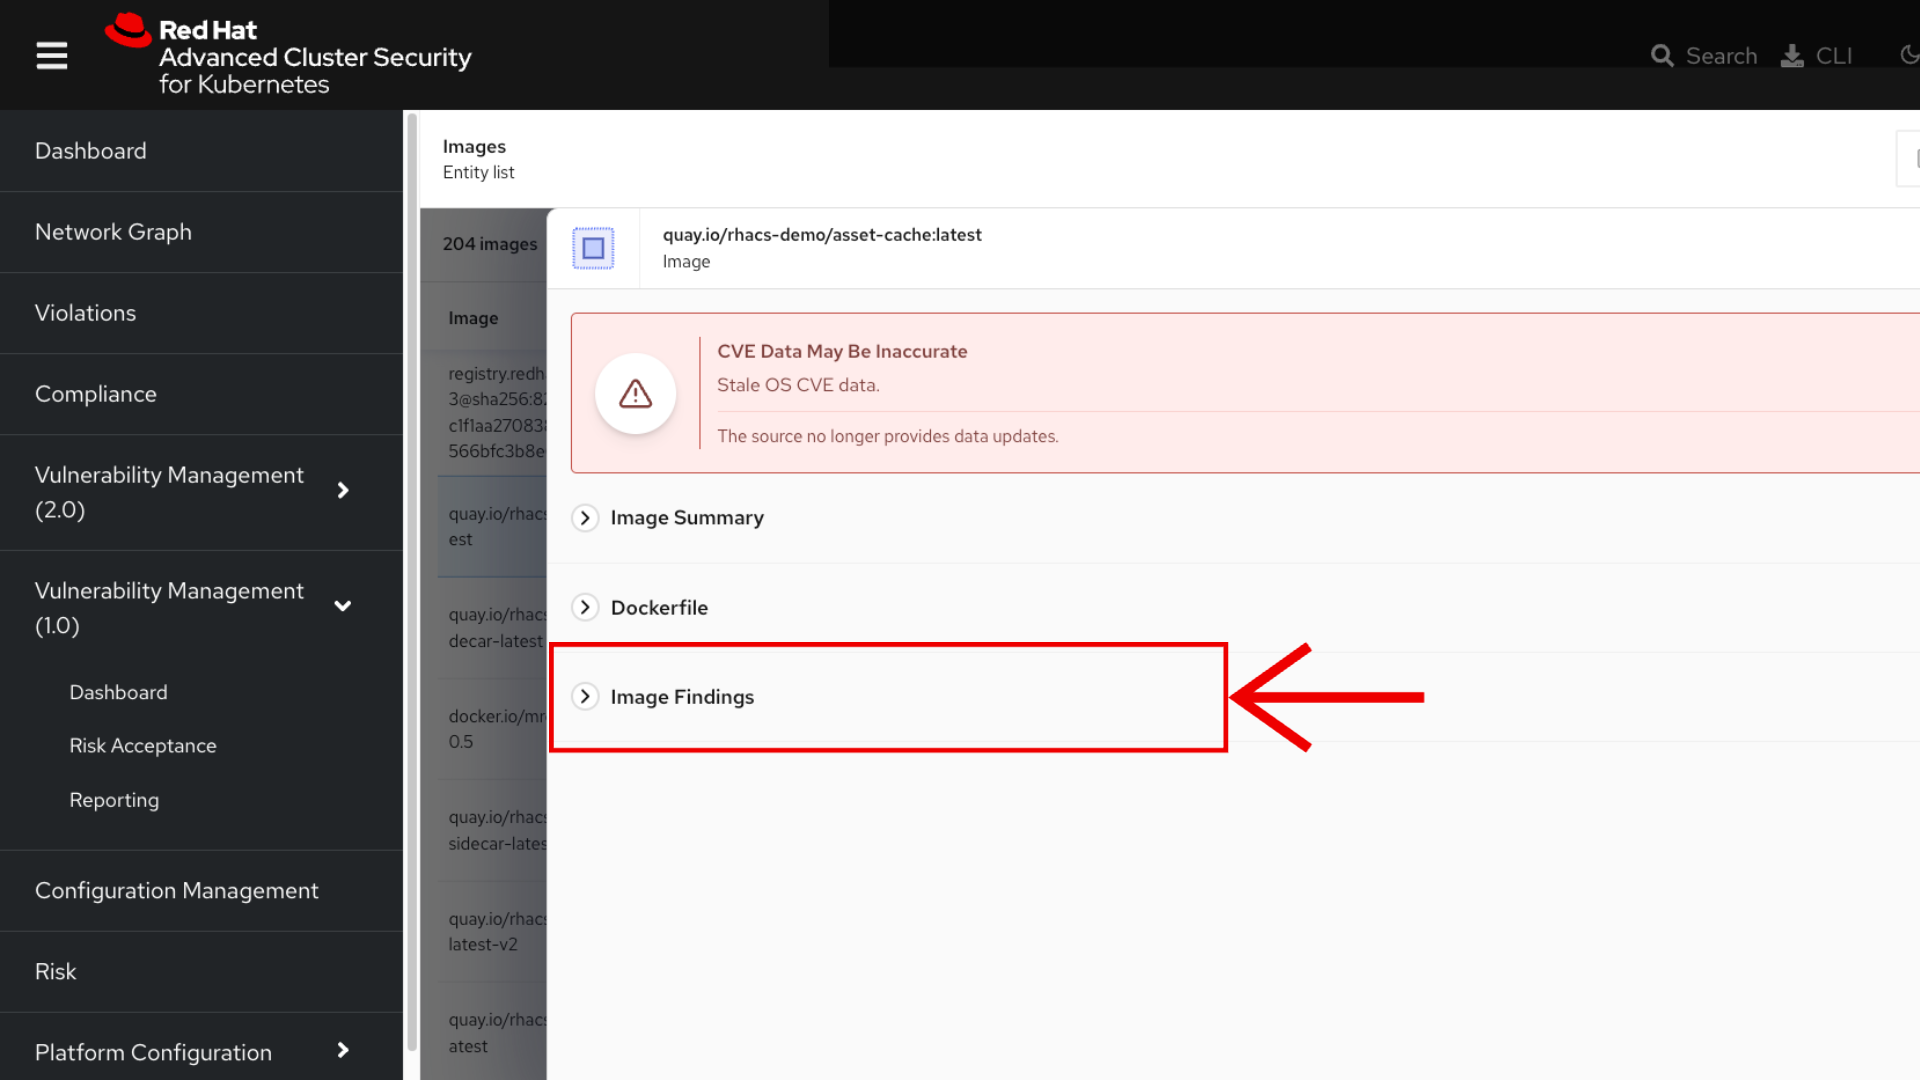 Red Hat
Advanced Cluster Security
for Kubernetes
Search
CLI
Dashboard
Network Graph
Violations
Compliance
Vulnerability Management
(2.0)
Vulnerability Management
(1.0)
Dashboard
Risk Acceptance
Reporting
Configuration Management
Risk
Platform Configuration
Images
Entity list
204 images
Image
registry.redh
3@sha256:82
c1f1aa270838
566bfc3b8e
quay.io/rhacs
est
quay.io/rhacs
decar-latest
docker.io/mr
0.5
quay.io/rhacs
sidecar-lates
quay.io/rhacs
latest-v2
quay.io/rhacs
atest
quay.io/rhacs-demo/asset-cache:latest
Image
CVE Data May Be Inaccurate
Stale OS CVE data.
The source no longer provides data updates.
Image Summary
Dockerfile
Image Findings